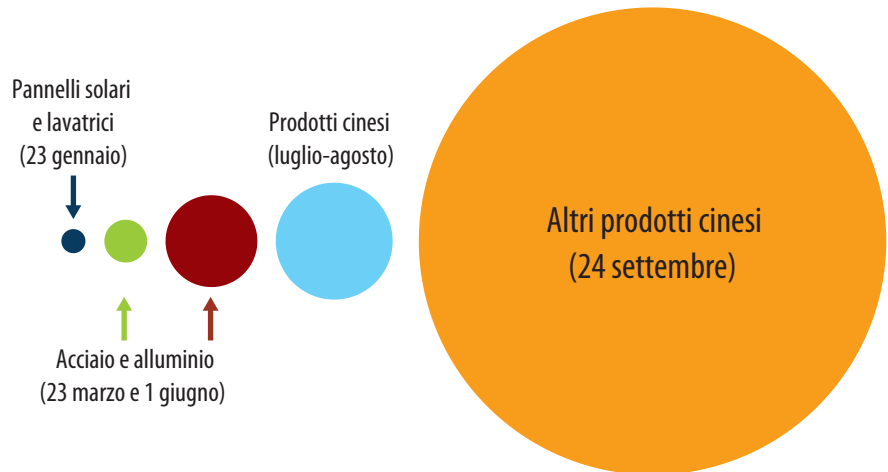 Pannelli solari
e lavatrici
(23 gennaio)
Prodotti cinesi
(luglio-agosto)
Altri prodotti cinesi
(24 settembre)
Acciaio e alluminio
(23 marzo e 1 giugno)